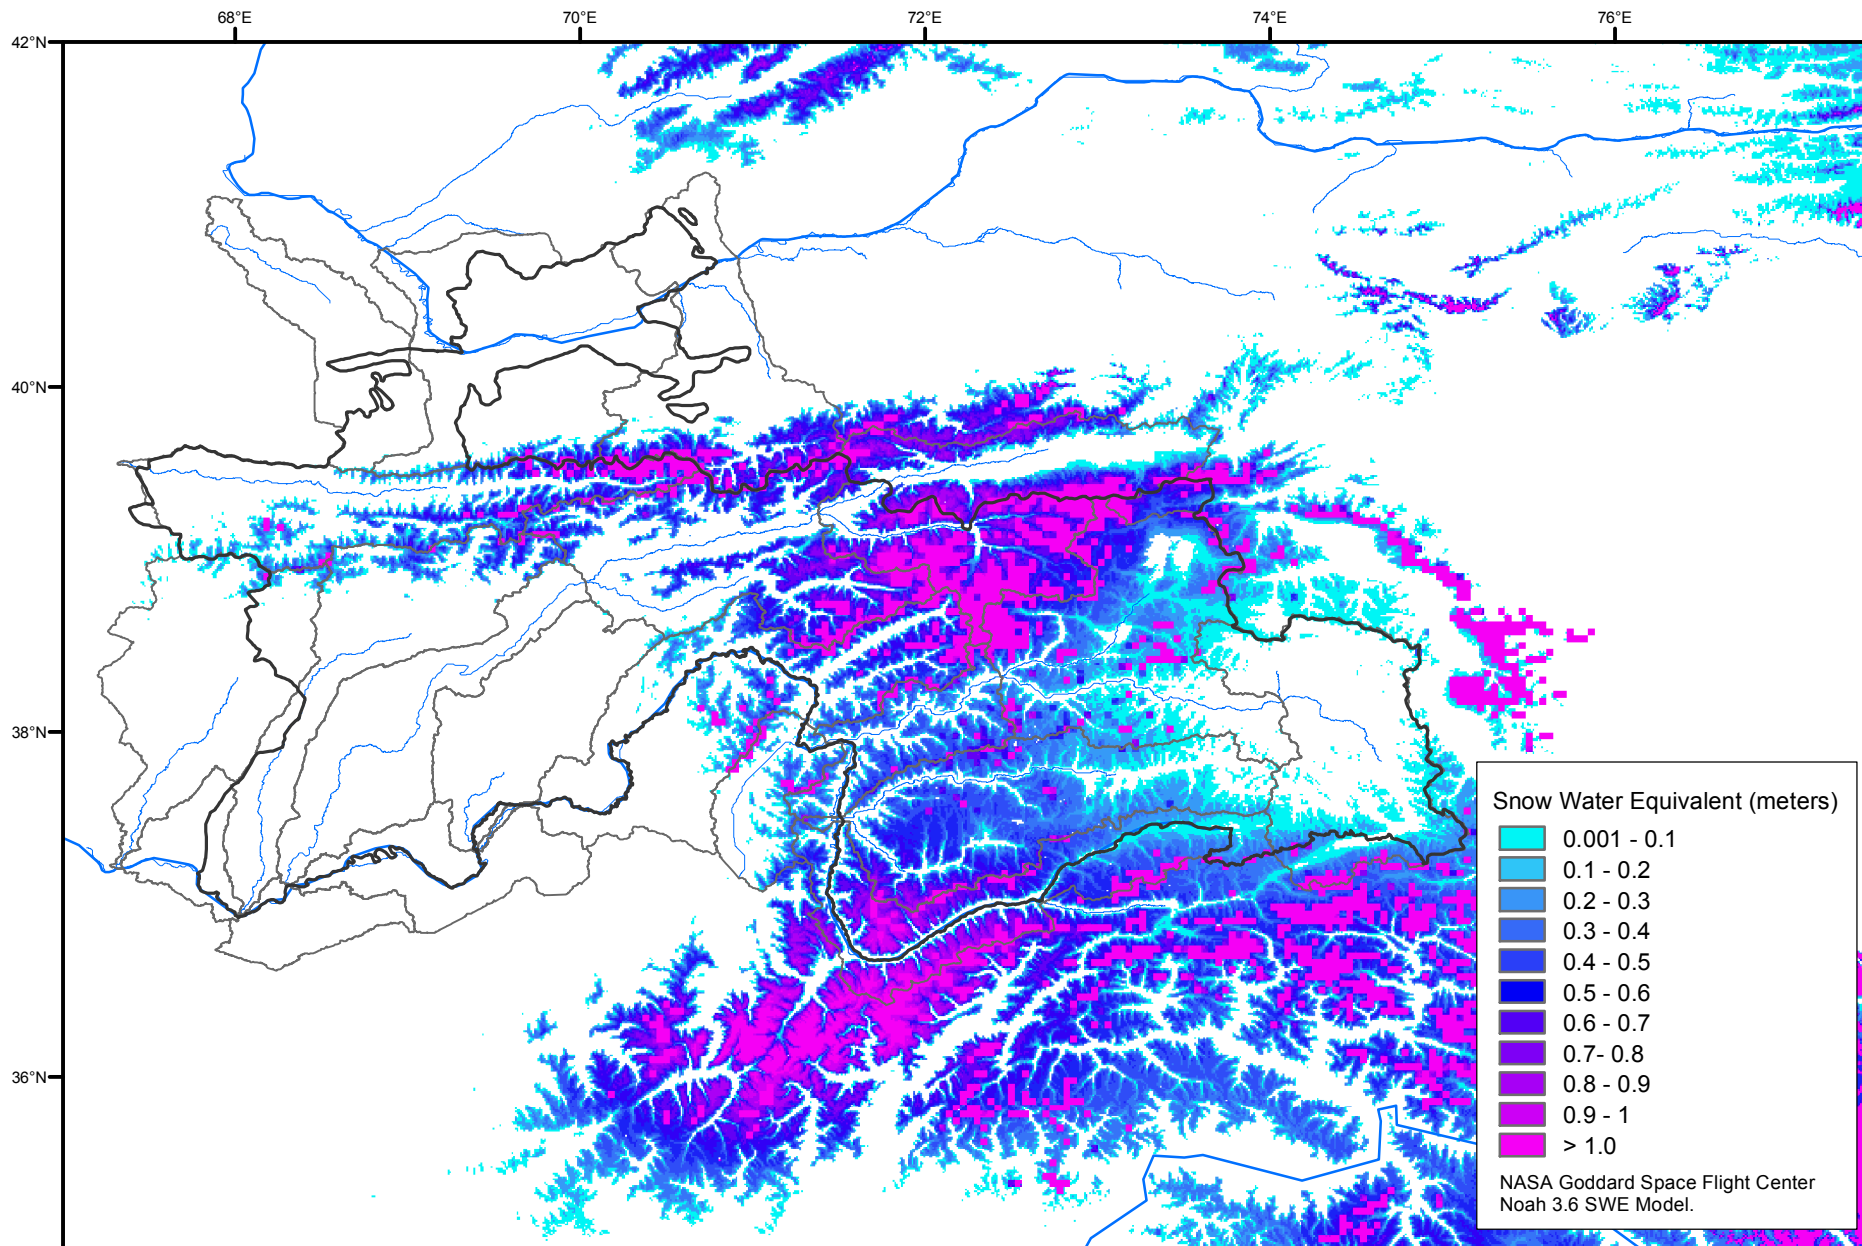 68°E 70°E 72°E 74°E 76°E
42°N
40°N
38°N
36°N
Snow Water Equivalent (meters)
0.001 - 0.1
0.1 - 0.2
0.2 - 0.3
0.3 - 0.4
0.4 - 0.5
0.5 - 0.6
0.6 - 0.7
0.7- 0.8
0.8 - 0.9
0.9 - 1
> 1.0
NASA Goddard Space Flight Center
Noah 3.6 SWE Model.